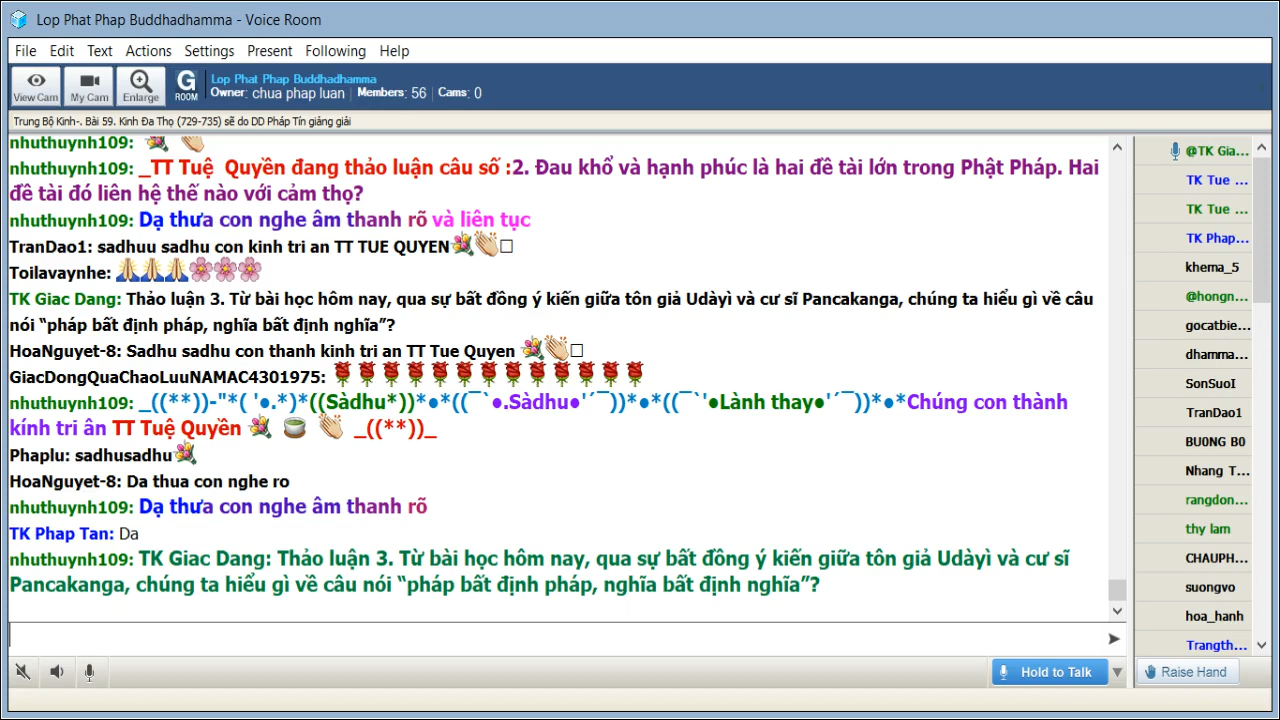 Lop Phat Phap Buddhadhamma - Voice Room
File Edit Text Actions Settings Present Following Help
View Cam My Cam Enlarge G ROOM
Lop Phat Phap Buddhadhamma
Owner: chua phap luan | Members: 56 | Cams: 0
Trung Bộ Kinh-. Bài 59. Kinh Đa Thọ (729-735) sẽ do DD Pháp Tín giảng giải
nhuthuynh109: 💐 👏
nhuthuynh109: _TT Tuệ Quyền đang thảo luận câu số :2. Đau khổ và hạnh phúc là hai đề tài lớn trong Phật Pháp. Hai
đề tài đó liên hệ thế nào với cảm thọ?
nhuthuynh109: Dạ thưa con nghe âm thanh rõ và liên tục
TranDao1: sadhuu sadhu con kinh tri an TT TUE QUYEN💐👏□
Toilavaynhe: 🙏🙏🙏🌸🌸🌸
TK Giac Dang: Thảo luận 3. Từ bài học hôm nay, qua sự bất đồng ý kiến giữa tôn giả Udàyì và cư sĩ Pancakanga, chúng ta hiểu gì về câu
nói “pháp bất định pháp, nghĩa bất định nghĩa”?
HoaNguyet-8: Sadhu sadhu con thanh kinh tri an TT Tue Quyen 💐👏□
GiacDongQuaChaoLuuNAMAC4301975: 🌹🌹🌹🌹🌹🌹🌹🌹🌹🌹🌹🌹🌹
nhuthuynh109: _((**))-"*( '●.*)*((Sàdhu*))*●*((¯`●.Sàdhu●'´¯))*●*((¯`'●Lành thay●'´¯))*●*Chúng con thành
kính tri ân TT Tuệ Quyền 💐 🍵 👏 _((**))_
Phaplu: sadhusadhu💐
HoaNguyet-8: Da thua con nghe ro
nhuthuynh109: Dạ thưa con nghe âm thanh rõ
TK Phap Tan: Da
nhuthuynh109: TK Giac Dang: Thảo luận 3. Từ bài học hôm nay, qua sự bất đồng ý kiến giữa tôn giả Udàyì và cư sĩ
Pancakanga, chúng ta hiểu gì về câu nói “pháp bất định pháp, nghĩa bất định nghĩa”?
@TK Gia...
TK Tue ...
TK Tue ...
TK Phap...
khema_5
@hongn...
gocatbie...
dhamma...
SonSuoI
TranDao1
BU0NG B0
Nhang T...
rangdon...
thy lam
CHAUPH...
suongvo
hoa_hanh
Trangth...
Hold to Talk
Raise Hand